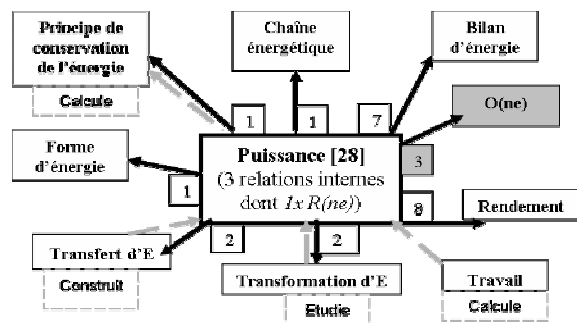 Principe de
conservation
de l'énergie
Calcule
Chaîne
énergétique
Bilan
d'énergie
O(ne)
1
1
7
3
Forme
d'énergie
1
Puissance [28]
(3 relations internes
dont 1x R(ne))
8
Rendement
2
2
Transfert d'E
Construit
Transformation d'E
Etudie
Travail
Calcule